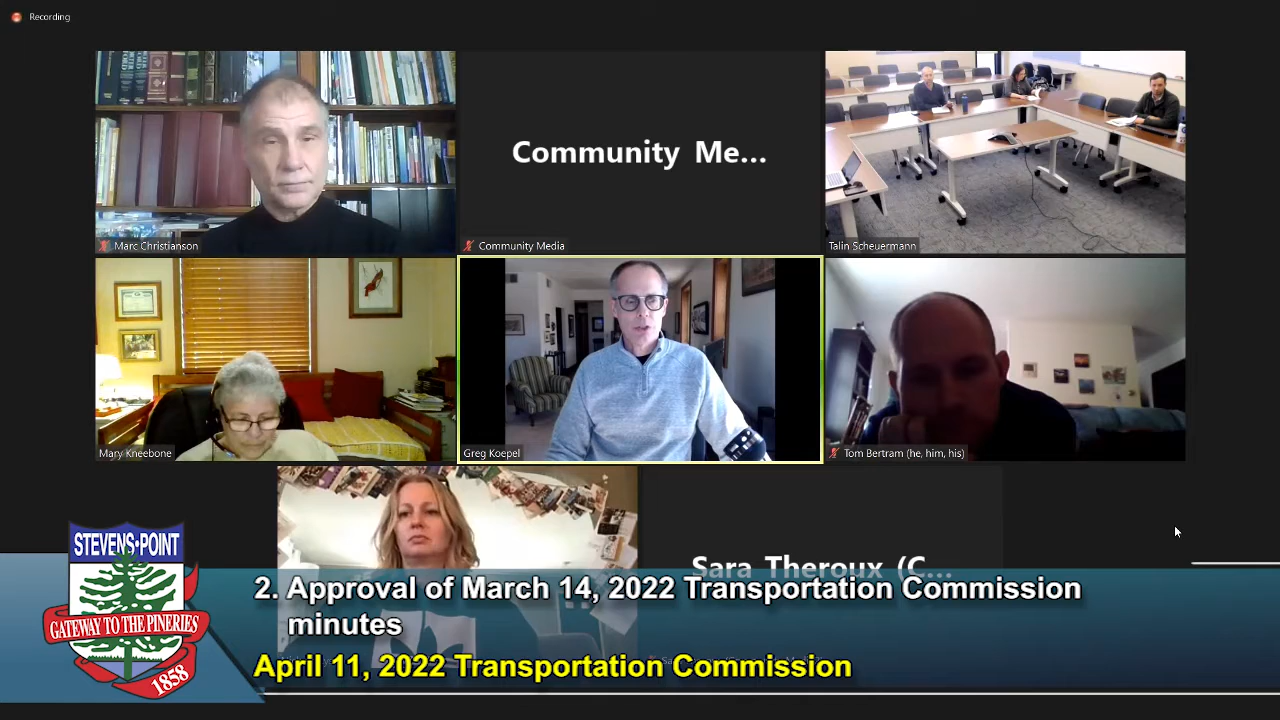 Recording
Community Me...
Marc Christianson
Community Media
Talin Scheuermann
Mary Kneebone
Greg Koepel
Tom Bertram (he, him, his)
Sara Theroux (C...
STEVENS·POINT
GATEWAY TO THE PINERIES
1858
2. Approval of March 14, 2022 Transportation Commission
minutes
April 11, 2022 Transportation Commission